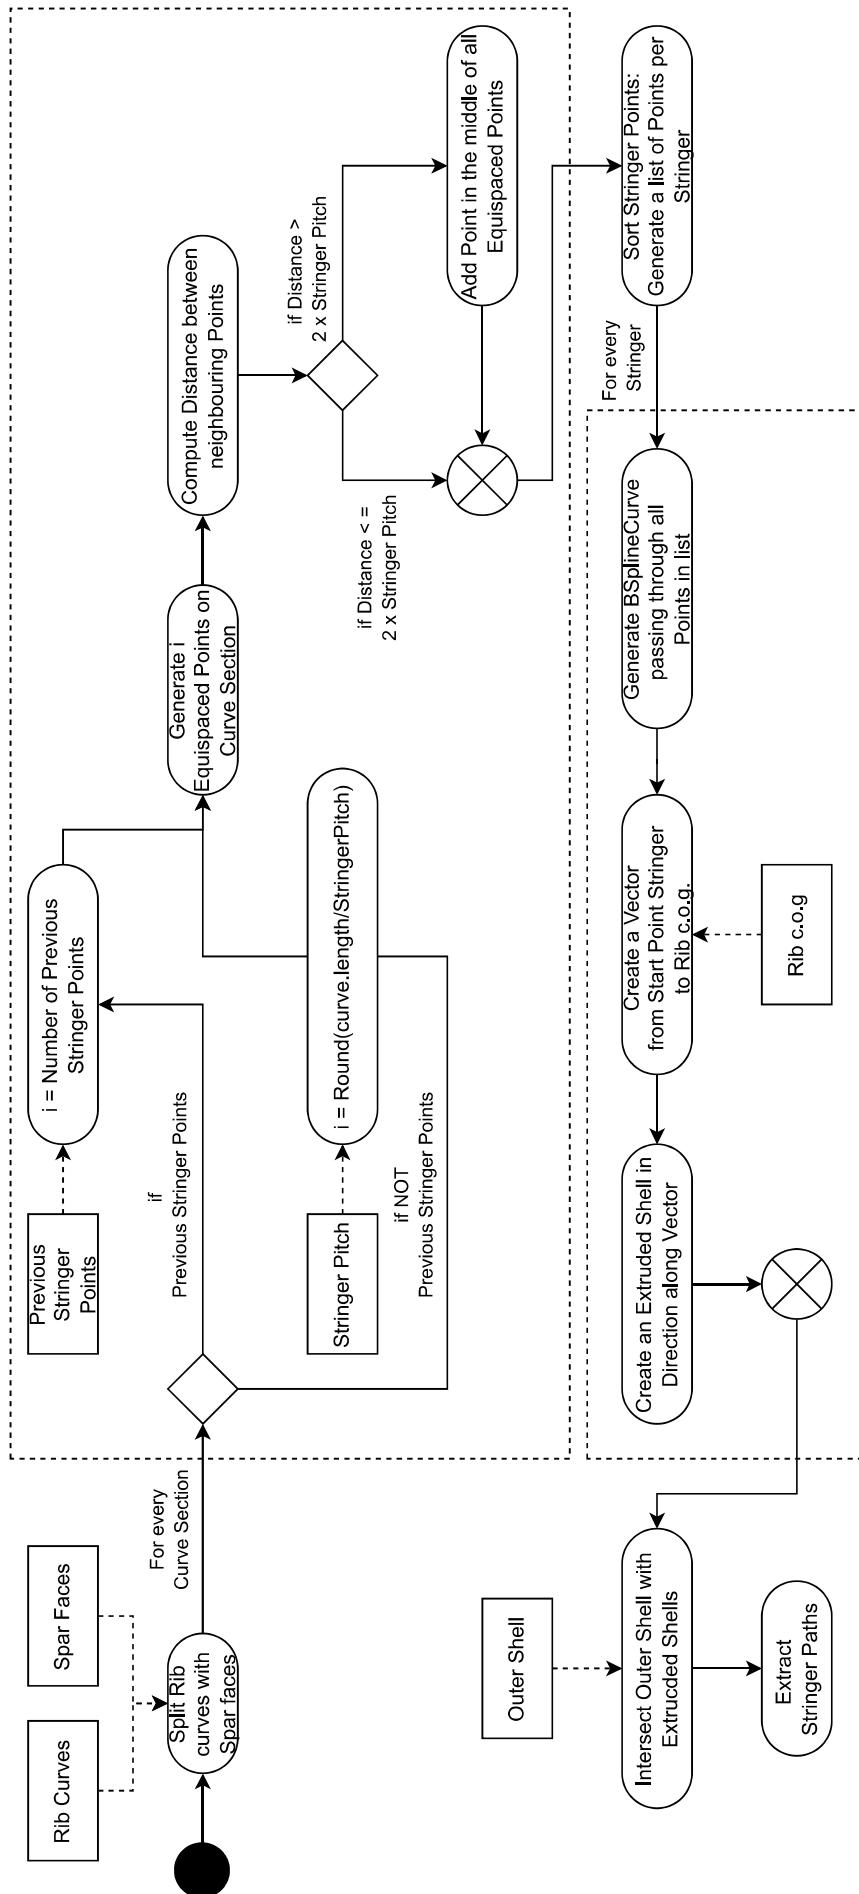 Rib Curves
Spar Faces
Split Rib
curves with
Spar faces
For every
Curve Section
Previous
Stringer
Points
i = Number of Previous
Stringer Points
if
Previous Stringer Points
Stringer Pitch
i = Round(curve.length/StringerPitch)
if NOT
Previous Stringer Points
Generate i
Equispaced Points on
Curve Section
Compute Distance between
neighbouring Points
if Distance >
2 x Stringer Pitch
if Distance < =
2 x Stringer Pitch
Add Point in the middle of all
Equispaced Points
Sort Stringer Points:
Generate a list of Points per
Stringer
For every
Stringer
Generate BSplineCurve
passing through all
Points in list
Create a Vector
from Start Point Stringer
to Rib c.o.g.
Rib c.o.g
Create an Extruded Shell in
Direction along Vector
Outer Shell
Intersect Outer Shell with
Extrucded Shells
Extract
Stringer Paths